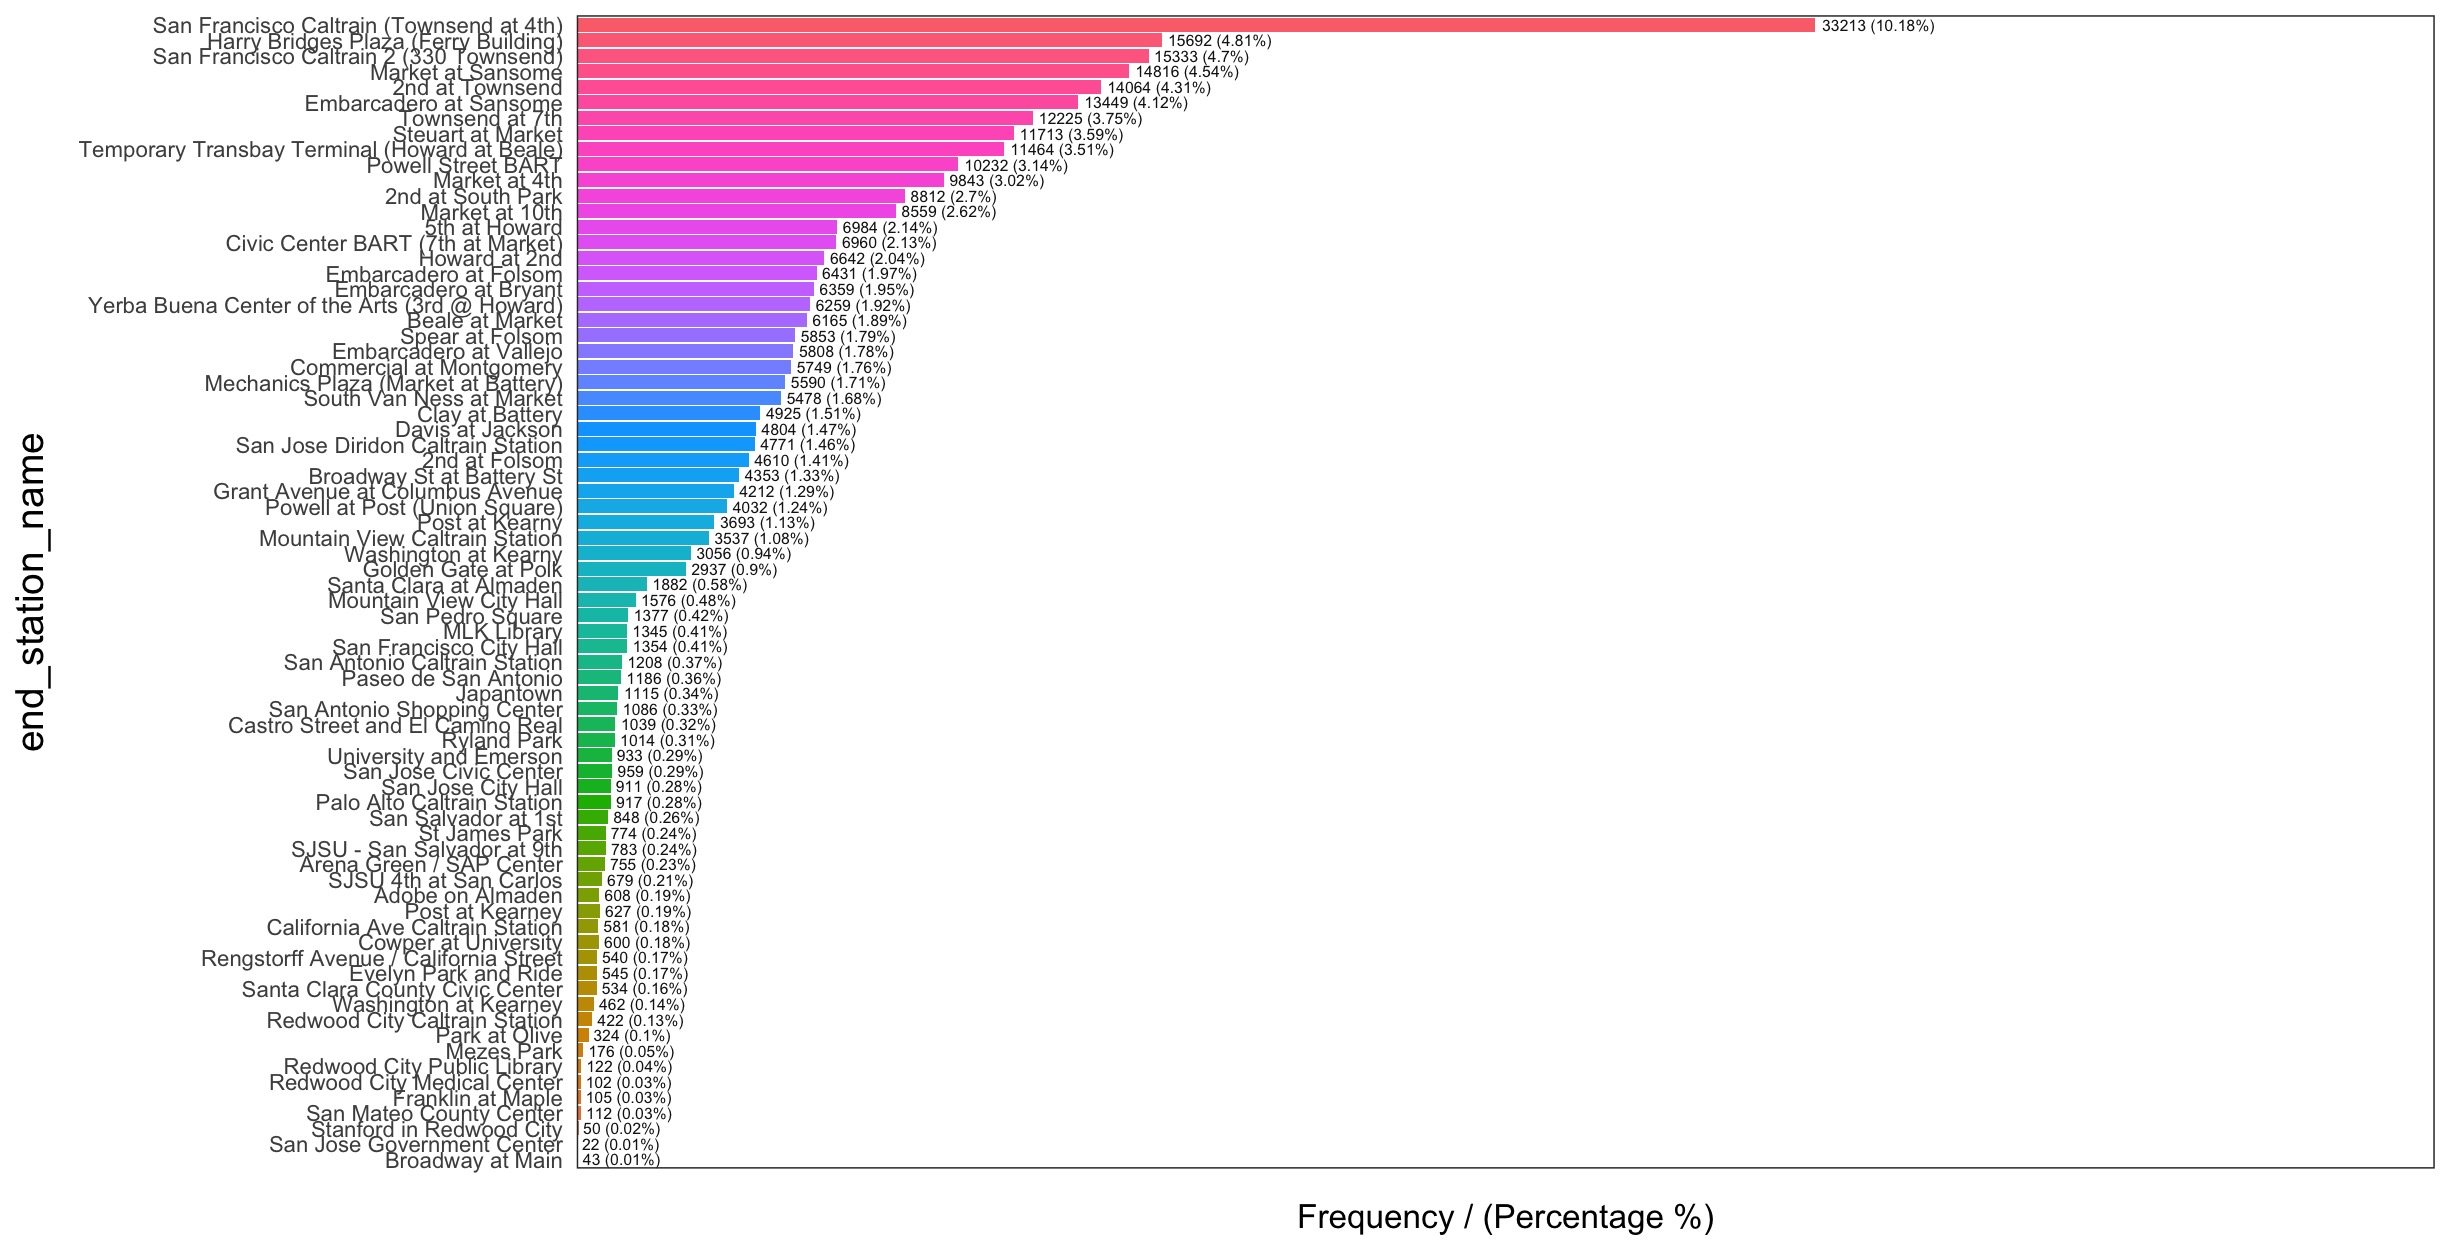 San Francisco Caltrain (Townsend at 4th) 33213 (10.18%)
Harry Bridges Plaza (Ferry Building) 15692 (4.81%)
San Francisco Caltrain 2 (330 Townsend) 15333 (4.7%)
Market at Sansome 14816 (4.54%)
2nd at Townsend 14064 (4.31%)
Embarcadero at Sansome 13449 (4.12%)
Townsend at 7th 12225 (3.75%)
Steuart at Market 11713 (3.59%)
Temporary Transbay Terminal (Howard at Beale) 11464 (3.51%)
Powell Street BART 10232 (3.14%)
Market at 4th 9843 (3.02%)
2nd at South Park 8812 (2.7%)
Market at 10th 8559 (2.62%)
5th at Howard 6984 (2.14%)
Civic Center BART (7th at Market) 6960 (2.13%)
Howard at 2nd 6642 (2.04%)
Embarcadero at Folsom 6431 (1.97%)
Embarcadero at Bryant 6359 (1.95%)
Yerba Buena Center of the Arts (3rd @ Howard) 6259 (1.92%)
Beale at Market 6165 (1.89%)
Spear at Folsom 5853 (1.79%)
Embarcadero at Vallejo 5808 (1.78%)
Commercial at Montgomery 5749 (1.76%)
Mechanics Plaza (Market at Battery) 5590 (1.71%)
South Van Ness at Market 5478 (1.68%)
Clay at Battery 4925 (1.51%)
Davis at Jackson 4804 (1.47%)
San Jose Diridon Caltrain Station 4771 (1.46%)
2nd at Folsom 4610 (1.41%)
Broadway St at Battery St 4353 (1.33%)
Grant Avenue at Columbus Avenue 4212 (1.29%)
Powell at Post (Union Square) 4032 (1.24%)
Post at Kearny 3693 (1.13%)
Mountain View Caltrain Station 3537 (1.08%)
Washington at Kearny 3056 (0.94%)
Golden Gate at Polk 2937 (0.9%)
Santa Clara at Almaden 1882 (0.58%)
Mountain View City Hall 1576 (0.48%)
San Pedro Square 1377 (0.42%)
MLK Library 1345 (0.41%)
San Francisco City Hall 1354 (0.41%)
San Antonio Caltrain Station 1208 (0.37%)
Paseo de San Antonio 1186 (0.36%)
Japantown 1115 (0.34%)
San Antonio Shopping Center 1086 (0.33%)
Castro Street and El Camino Real 1039 (0.32%)
Ryland Park 1014 (0.31%)
University and Emerson 933 (0.29%)
San Jose Civic Center 959 (0.29%)
San Jose City Hall 911 (0.28%)
Palo Alto Caltrain Station 917 (0.28%)
San Salvador at 1st 848 (0.26%)
St James Park 774 (0.24%)
SJSU - San Salvador at 9th 783 (0.24%)
Arena Green / SAP Center 755 (0.23%)
SJSU 4th at San Carlos 679 (0.21%)
Adobe on Almaden 608 (0.19%)
Post at Kearney 627 (0.19%)
California Ave Caltrain Station 581 (0.18%)
Cowper at University 600 (0.18%)
Rengstorff Avenue / California Street 540 (0.17%)
Evelyn Park and Ride 545 (0.17%)
Santa Clara County Civic Center 534 (0.16%)
Washington at Kearney 462 (0.14%)
Redwood City Caltrain Station 422 (0.13%)
Park at Olive 324 (0.1%)
Mezes Park 176 (0.05%)
Redwood City Public Library 122 (0.04%)
Redwood City Medical Center 102 (0.03%)
Franklin at Maple 105 (0.03%)
San Mateo County Center 112 (0.03%)
Stanford in Redwood City 50 (0.02%)
San Jose Government Center 22 (0.01%)
Broadway at Main 43 (0.01%)
end_station_name
Frequency / (Percentage %)